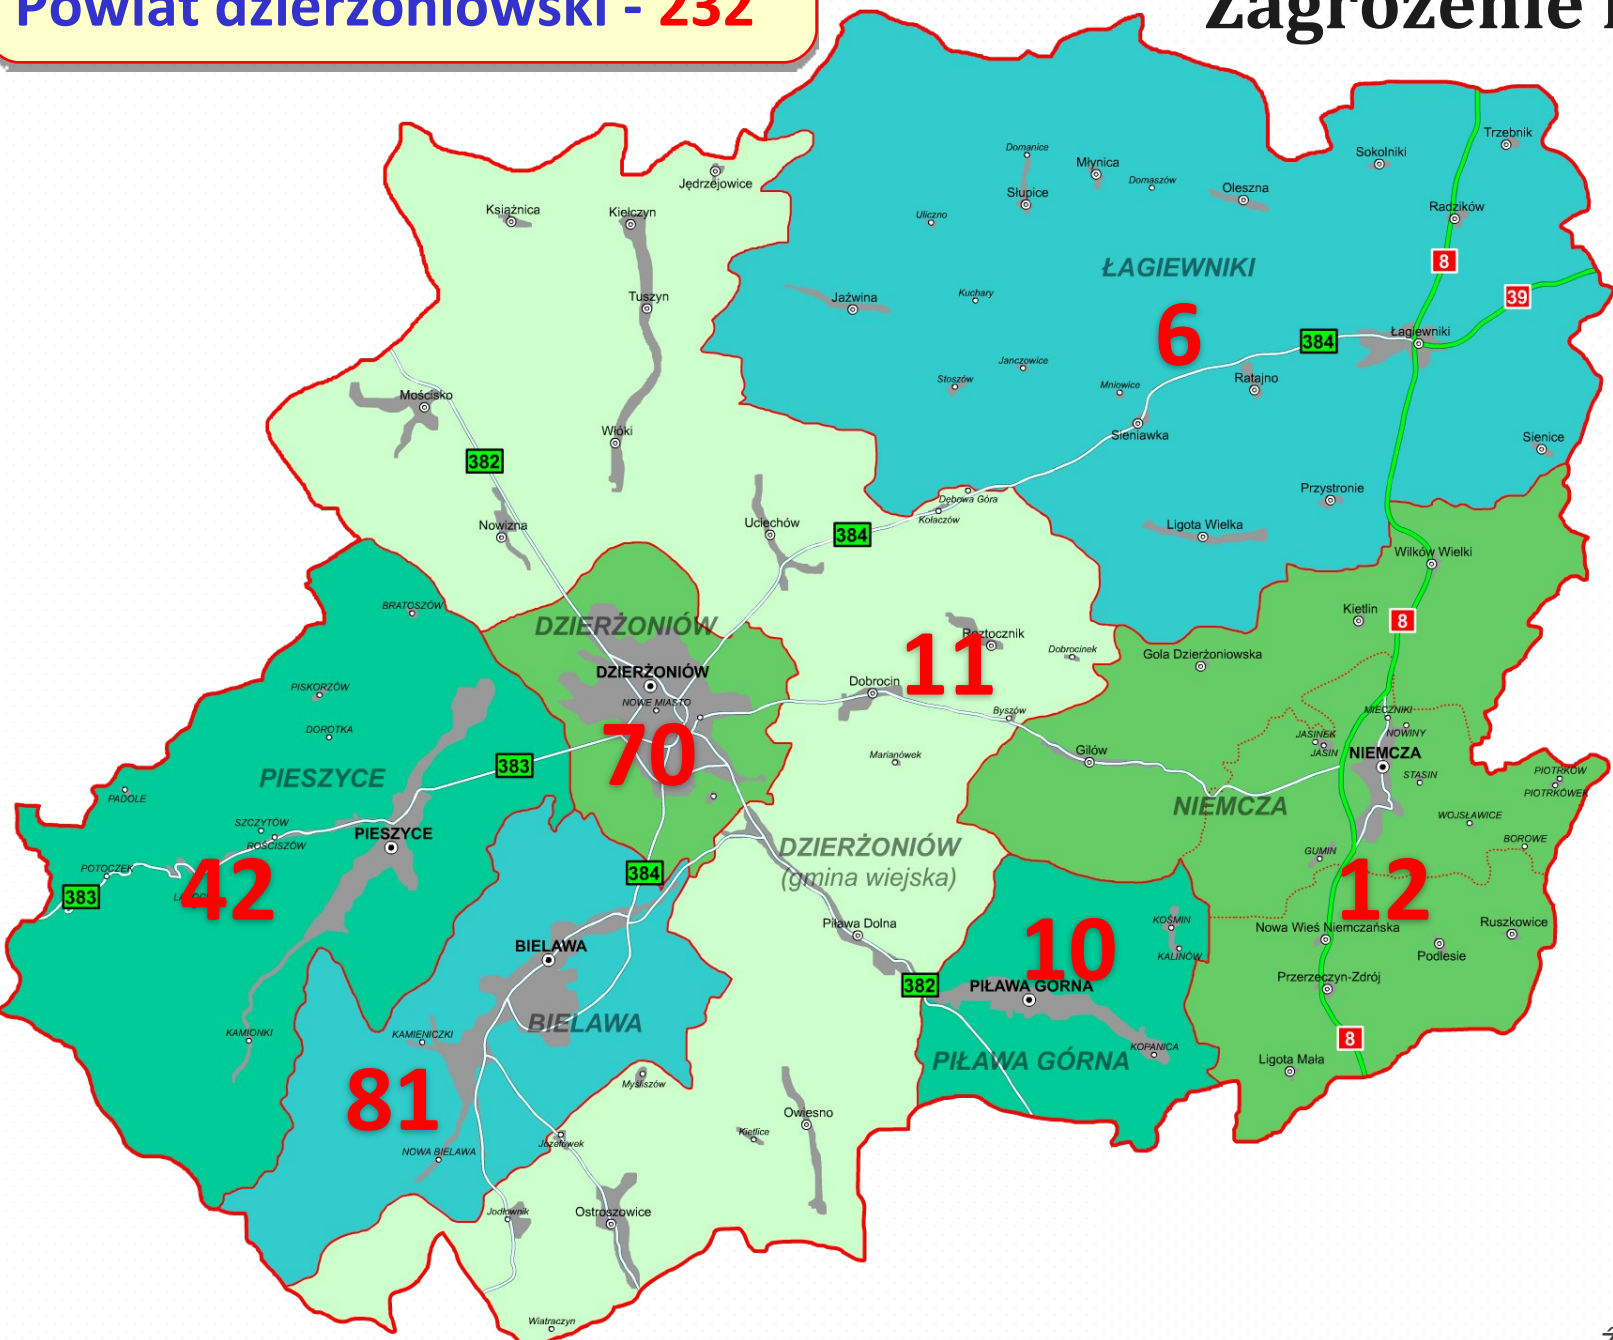 Powiat dzierżoniowski - 232
Zagrożenie
Trzebnik
Domanice
Młynica
Sokolniki
Jędrzejowice
Domaszów
Oleszna
Słupice
Książnica
Kiełczyn
Uliczno
Radzików
8
ŁAGIEWNIKI
Tuszyn
Jaźwina
Kuchary
39
6
384
Łagiewniki
Janczowice
Stoszów
Mniowice
Ratajno
Mościsko
Włóki
Sieniawka
Sienice
382
Przystronie
Dębowa Góra
Kołaczów
Nowizna
Uciechów
384
Ligota Wielka
Wilków Wielki
BRATOSZÓW
Kietlin
8
DZIERŻONIÓW
Roztocznik
Dobrocinek
Gola Dzierżoniowska
11
DZIERŻONIÓW
Dobrocin
PISKORZÓW
NOWE MIASTO
Byszów
MIECZNIKI
DOROTKA
70
JASINEK
NOWINY
JASIN
NIEMCZA
Marianówek
Gilów
383
PIESZYCE
STASIN
PIOTRKÓW
PIOTRKÓWEK
PADOLE
NIEMCZA
SZCZYTÓW
PIESZYCE
WOJSŁAWICE
ROŚCISZÓW
DZIERŻONIÓW
(gmina wiejska)
BOROWE
GUMIN
POTOCZEK
384
42
383
12
KOŚMIN
Piława Dolna
10
Nowa Wieś Niemczańska
Ruszkowice
BIELAWA
KALINÓW
Podlesie
382
PIŁAWA GÓRNA
Przerzeczyn-Zdrój
BIELAWA
KAMIONKI
KAMIENICZKI
8
KOPANICA
PIŁAWA GÓRNA
Ligota Mała
81
Myśliszów
Owiesno
Kietlice
Józefówek
NOWA BIELAWA
Jodłownik
Ostroszowice
Wiatraczyn